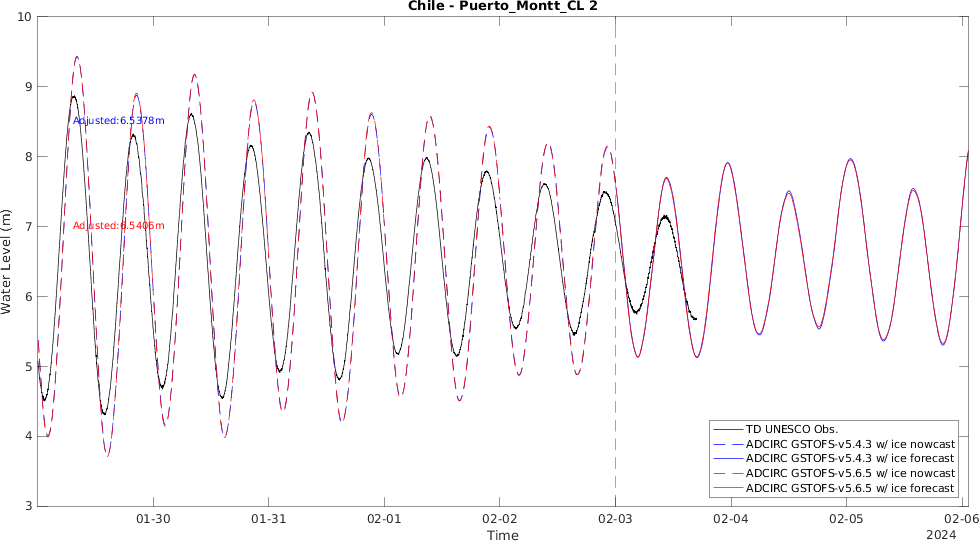 Chile - Puerto_Montt_CL 2
10
9
8
7
6
5
4
3
Water Level (m)
Adjusted:6.5378m
Adjusted:6.5406m
TD UNESCO Obs.
ADCIRC GSTOFS-v5.4.3 w/ ice nowcast
ADCIRC GSTOFS-v5.4.3 w/ ice forecast
ADCIRC GSTOFS-v5.6.5 w/ ice nowcast
ADCIRC GSTOFS-v5.6.5 w/ ice forecast
01-30 01-31 02-01 02-02 02-03 02-04 02-05 02-06
Time
2024